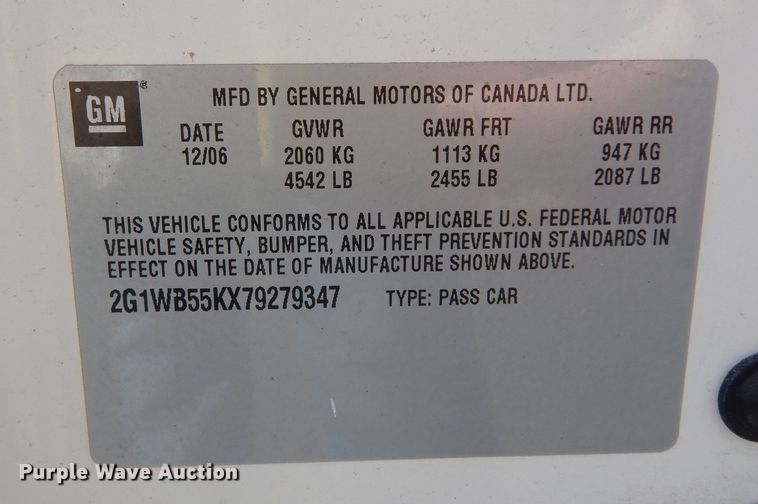 GM ®
MFD BY GENERAL MOTORS OF CANADA LTD.
DATE GVWR GAWR FRT GAWR RR
12/06 2060 KG 1113 KG 947 KG
4542 LB 2455 LB 2087 LB
THIS VEHICLE CONFORMS TO ALL APPLICABLE U.S. FEDERAL MOTOR
VEHICLE SAFETY, BUMPER, AND THEFT PREVENTION STANDARDS IN
EFFECT ON THE DATE OF MANUFACTURE SHOWN ABOVE.
2G1WB55KX79279347 TYPE: PASS CAR
Purple Wave Auction